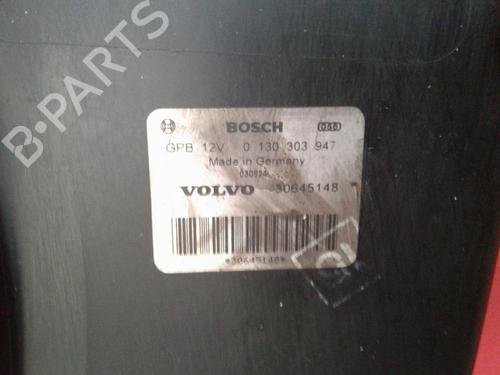 B-PARTS
BOSCH
GPB 12V 0 130 303 947
Made in Germany
030924
VOLVO 30645148
*30645148*